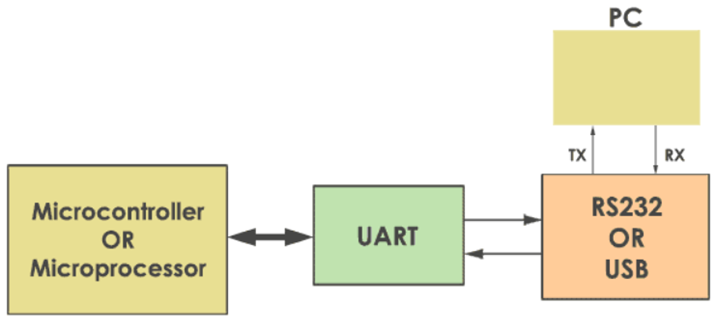 PC
TX
RX
Microcontroller
OR
Microprocessor
UART
RS232
OR
USB